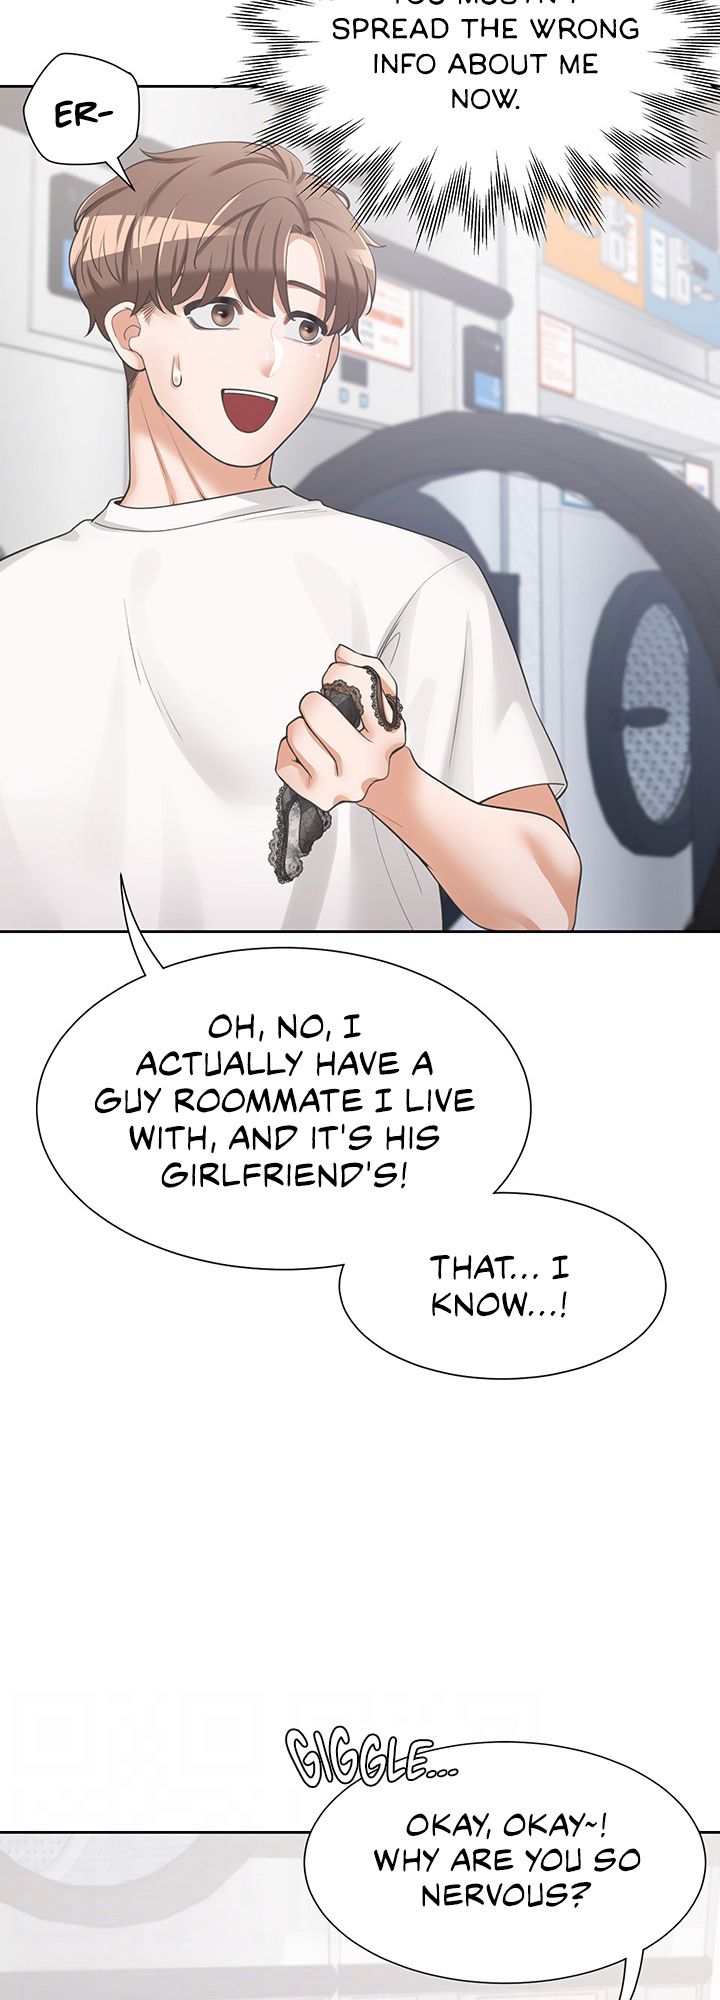 SPREAD THE WRONG
INFO ABOUT ME
NOW.
ER-
OH, NO, I
ACTUALLY HAVE A
GUY ROOMMATE I LIVE
WITH, AND IT'S HIS
GIRLFRIEND'S!
THAT... I
KNOW...!
GIGGLE...
OKAY, OKAY~!
WHY ARE YOU SO
NERVOUS?